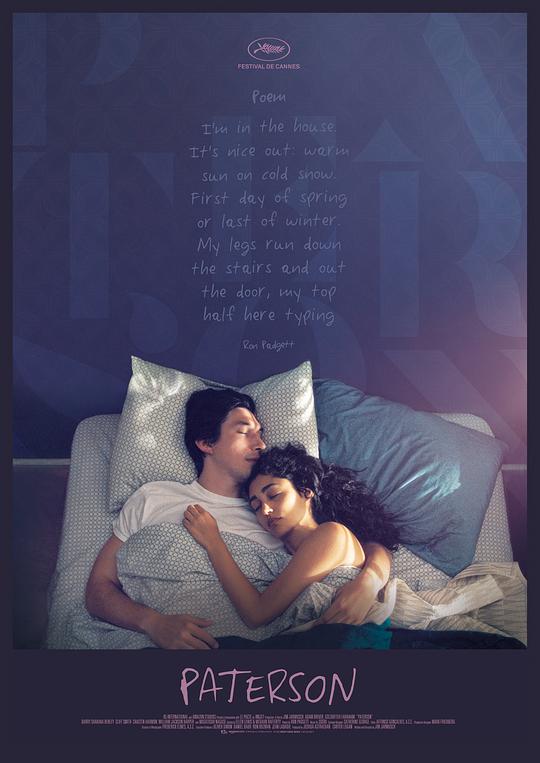 FESTIVAL DE CANNES
Poem
I'm in the house.
It's nice out: warm
sun on cold snow.
First day of spring
or last of winter.
My legs run down
the stairs and out
the door, my top
half here typing
Ron Padgett
PATERSON